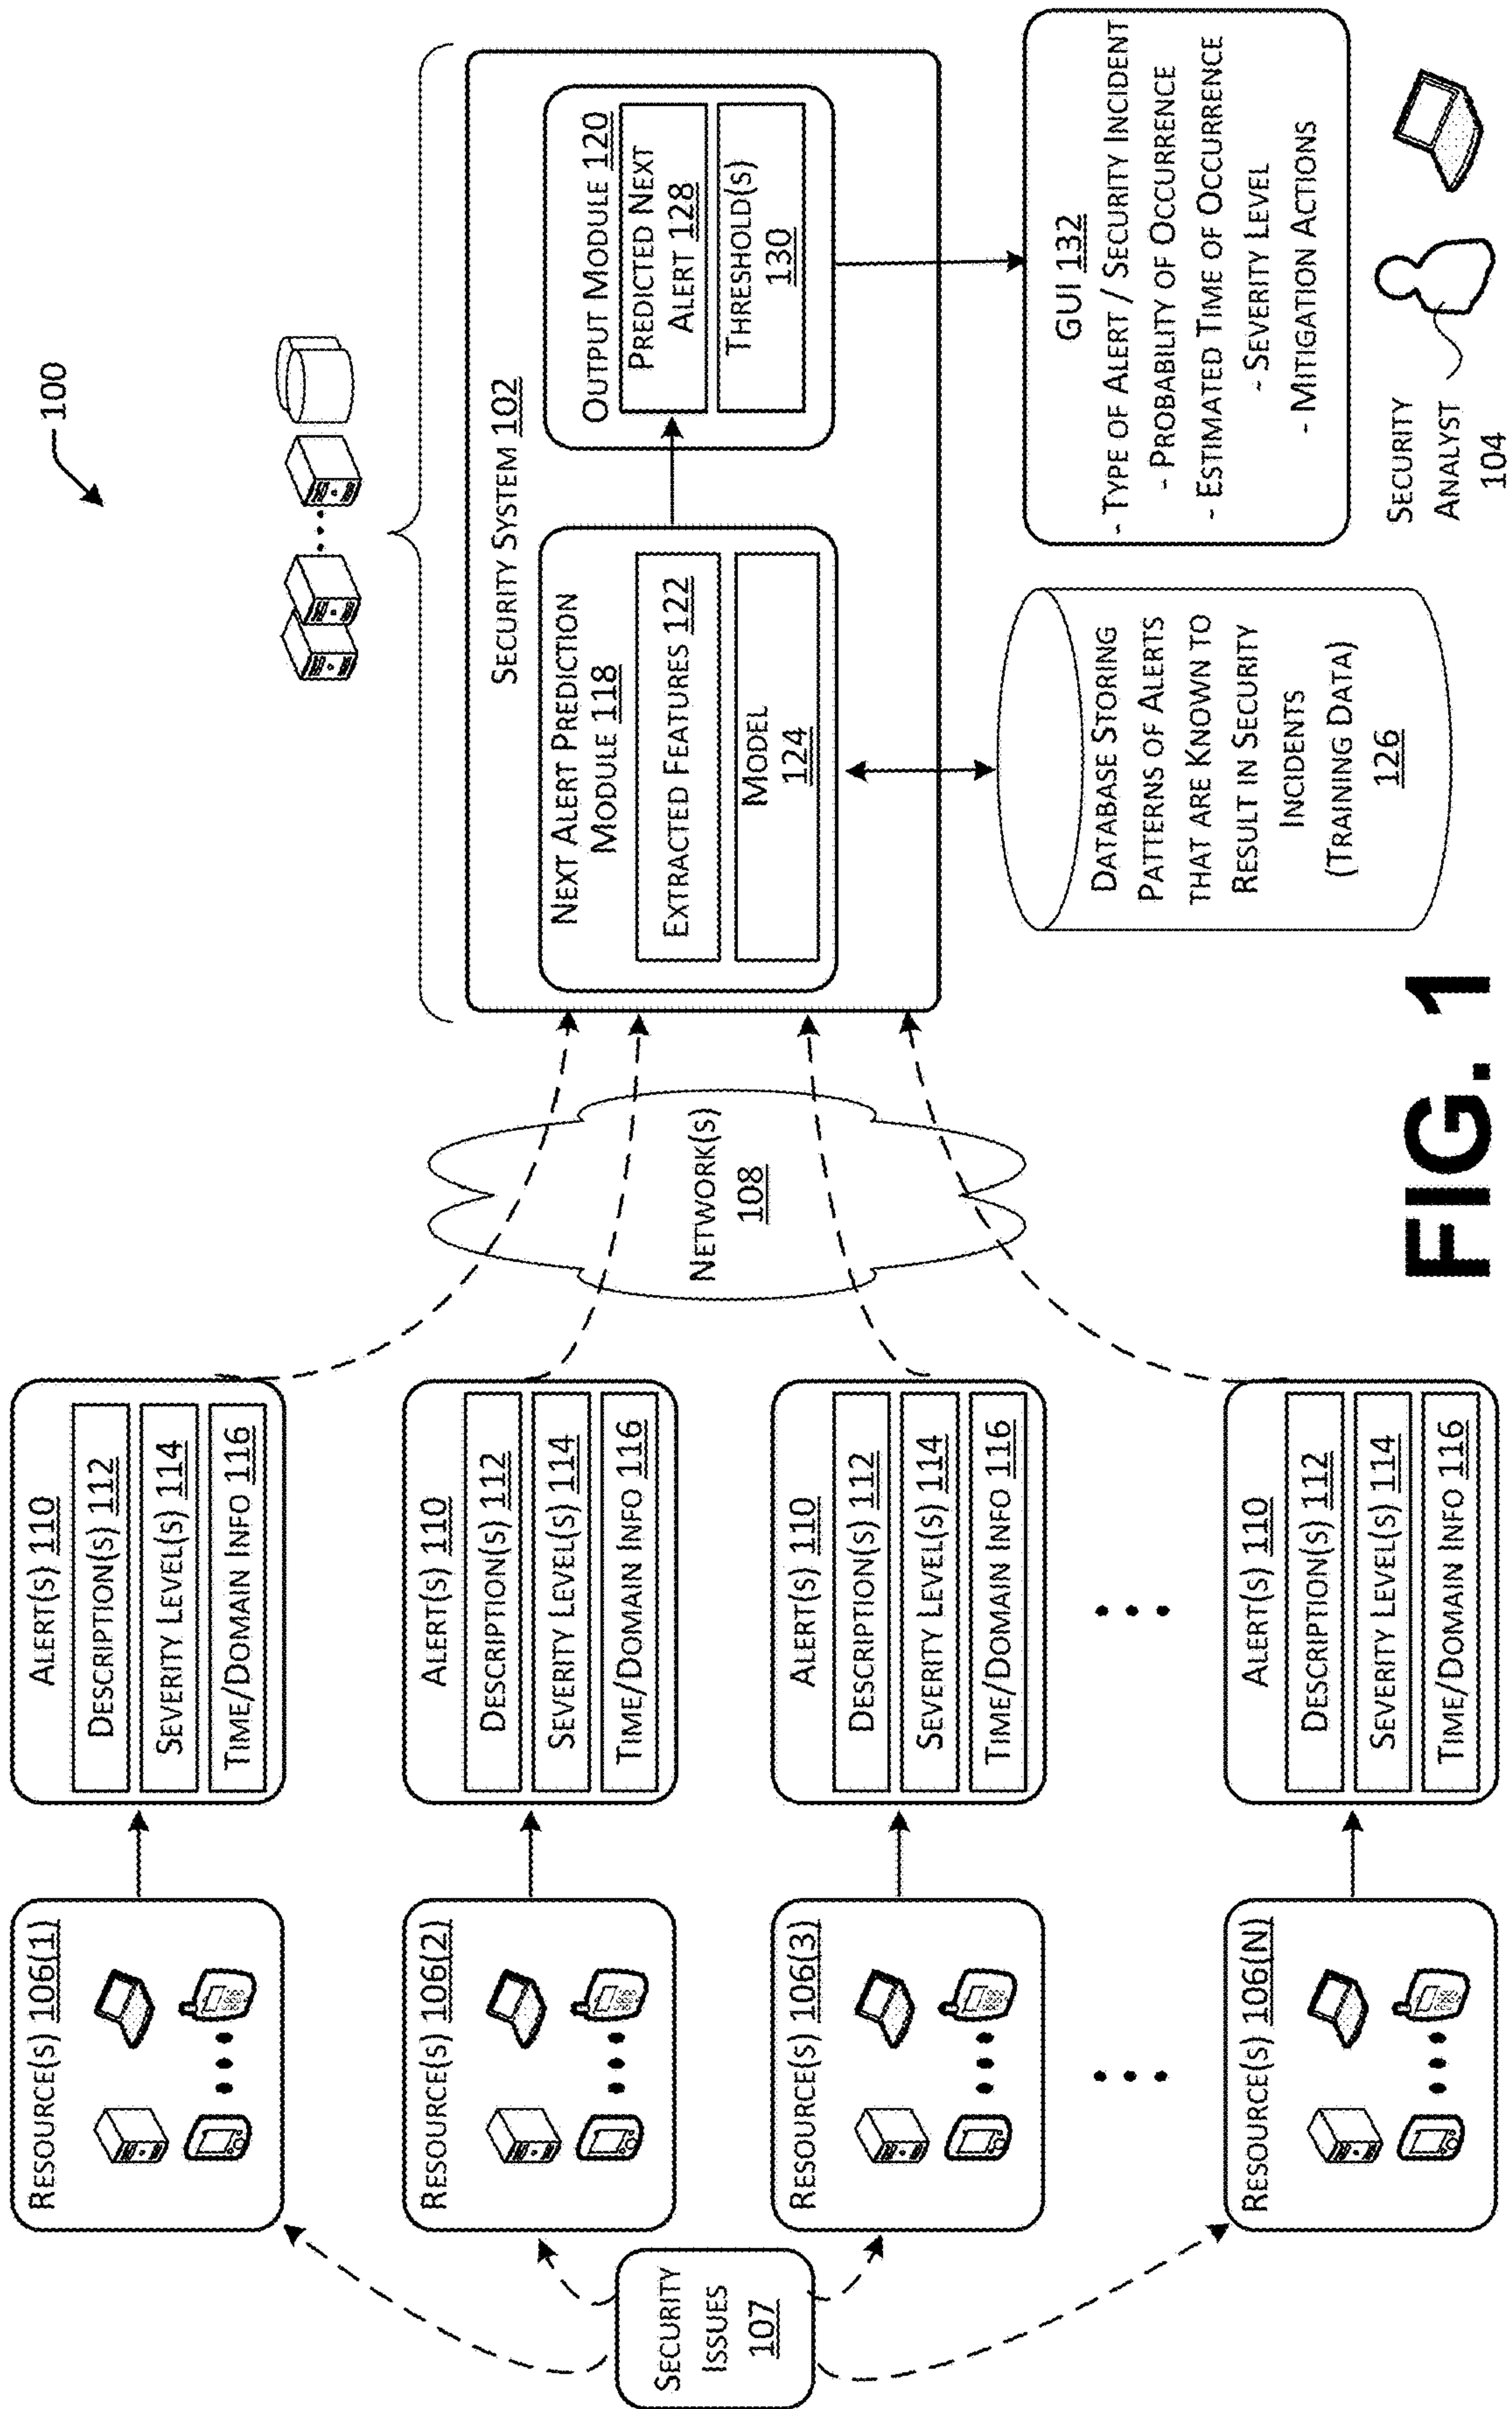 100
RESOURCE(S) 106(1)
ALERT(S) 110
DESCRIPTION(S) 112
SEVERITY LEVEL(S) 114
TIME/DOMAIN INFO 116
RESOURCE(S) 106(2)
ALERT(S) 110
DESCRIPTION(S) 112
SEVERITY LEVEL(S) 114
TIME/DOMAIN INFO 116
SECURITY
ISSUES
107
RESOURCE(S) 106(3)
ALERT(S) 110
DESCRIPTION(S) 112
SEVERITY LEVEL(S) 114
TIME/DOMAIN INFO 116
RESOURCE(S) 106(N)
ALERT(S) 110
DESCRIPTION(S) 112
SEVERITY LEVEL(S) 114
TIME/DOMAIN INFO 116
NETWORK(S)
108
SECURITY SYSTEM 102
NEXT ALERT PREDICTION
MODULE 118
EXTRACTED FEATURES 122
MODEL
124
OUTPUT MODULE 120
PREDICTED NEXT
ALERT 128
THRESHOLD(S)
130
DATABASE STORING
PATTERNS OF ALERTS
THAT ARE KNOWN TO
RESULT IN SECURITY
INCIDENTS
(TRAINING DATA)
126
GUI 132
- TYPE OF ALERT / SECURITY INCIDENT
- PROBABILITY OF OCCURRENCE
- ESTIMATED TIME OF OCCURRENCE
- SEVERITY LEVEL
- MITIGATION ACTIONS
SECURITY
ANALYST
104
FIG. 1